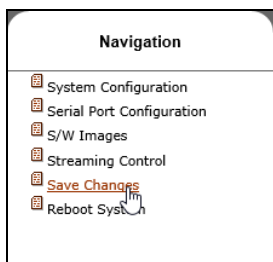 Navigation
System Configuration
Serial Port Configuration
S/W Images
Streaming Control
Save Changes
Reboot System